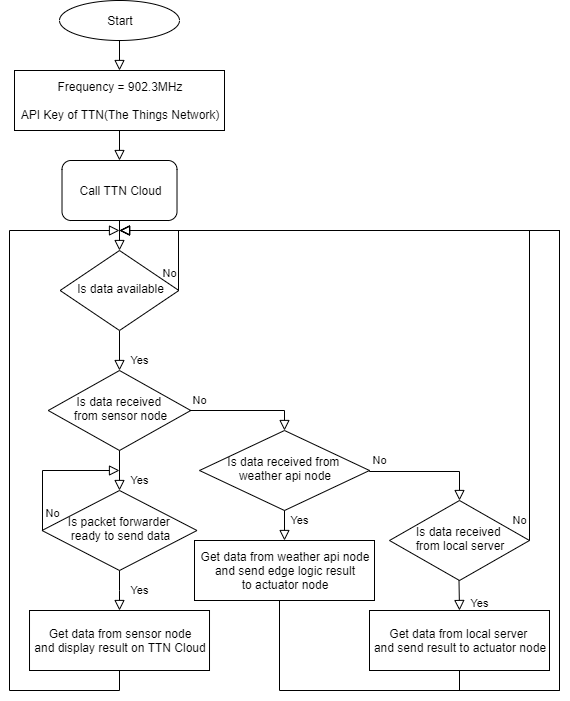 Start
Frequency = 902.3MHz
API Key of TTN(The Things Network)
Call TTN Cloud
No
Is data available
Yes
Is data received
from sensor node
No
Is data received from
weather api node
No
Yes
No
Is packet forwarder
ready to send data
Yes
No
Is data received
from local server
Get data from weather api node
and send edge logic result
to actuator node
Yes
Yes
Get data from sensor node
and display result on TTN Cloud
Get data from local server
and send result to actuator node